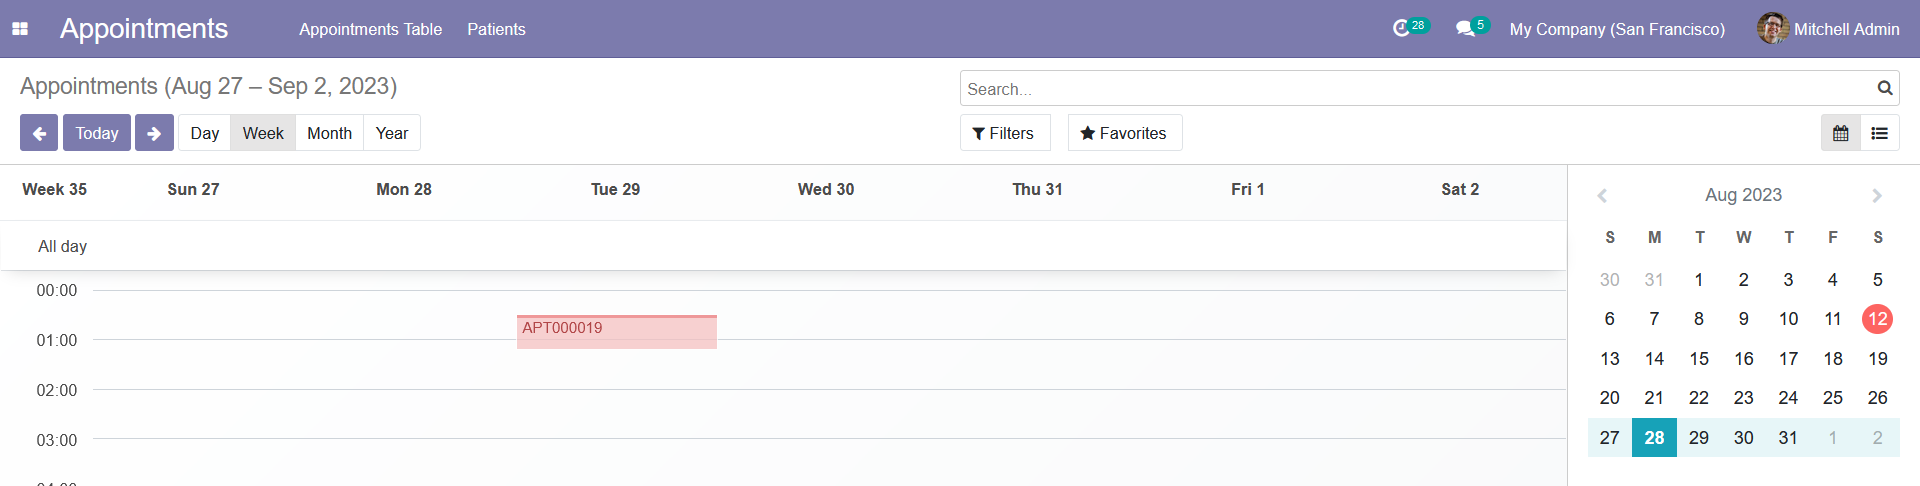 Appointments Appointments Table Patients 28 5 My Company (San Francisco) Mitchell Admin
Appointments (Aug 27 – Sep 2, 2023)
Search...
Today Day Week Month Year Filters Favorites
Week 35 Sun 27 Mon 28 Tue 29 Wed 30 Thu 31 Fri 1 Sat 2
All day
00:00
APT000019
01:00
02:00
03:00
Aug 2023
S M T W T F S
30 31 1 2 3 4 5
6 7 8 9 10 11 12
13 14 15 16 17 18 19
20 21 22 23 24 25 26
27 28 29 30 31 1 2